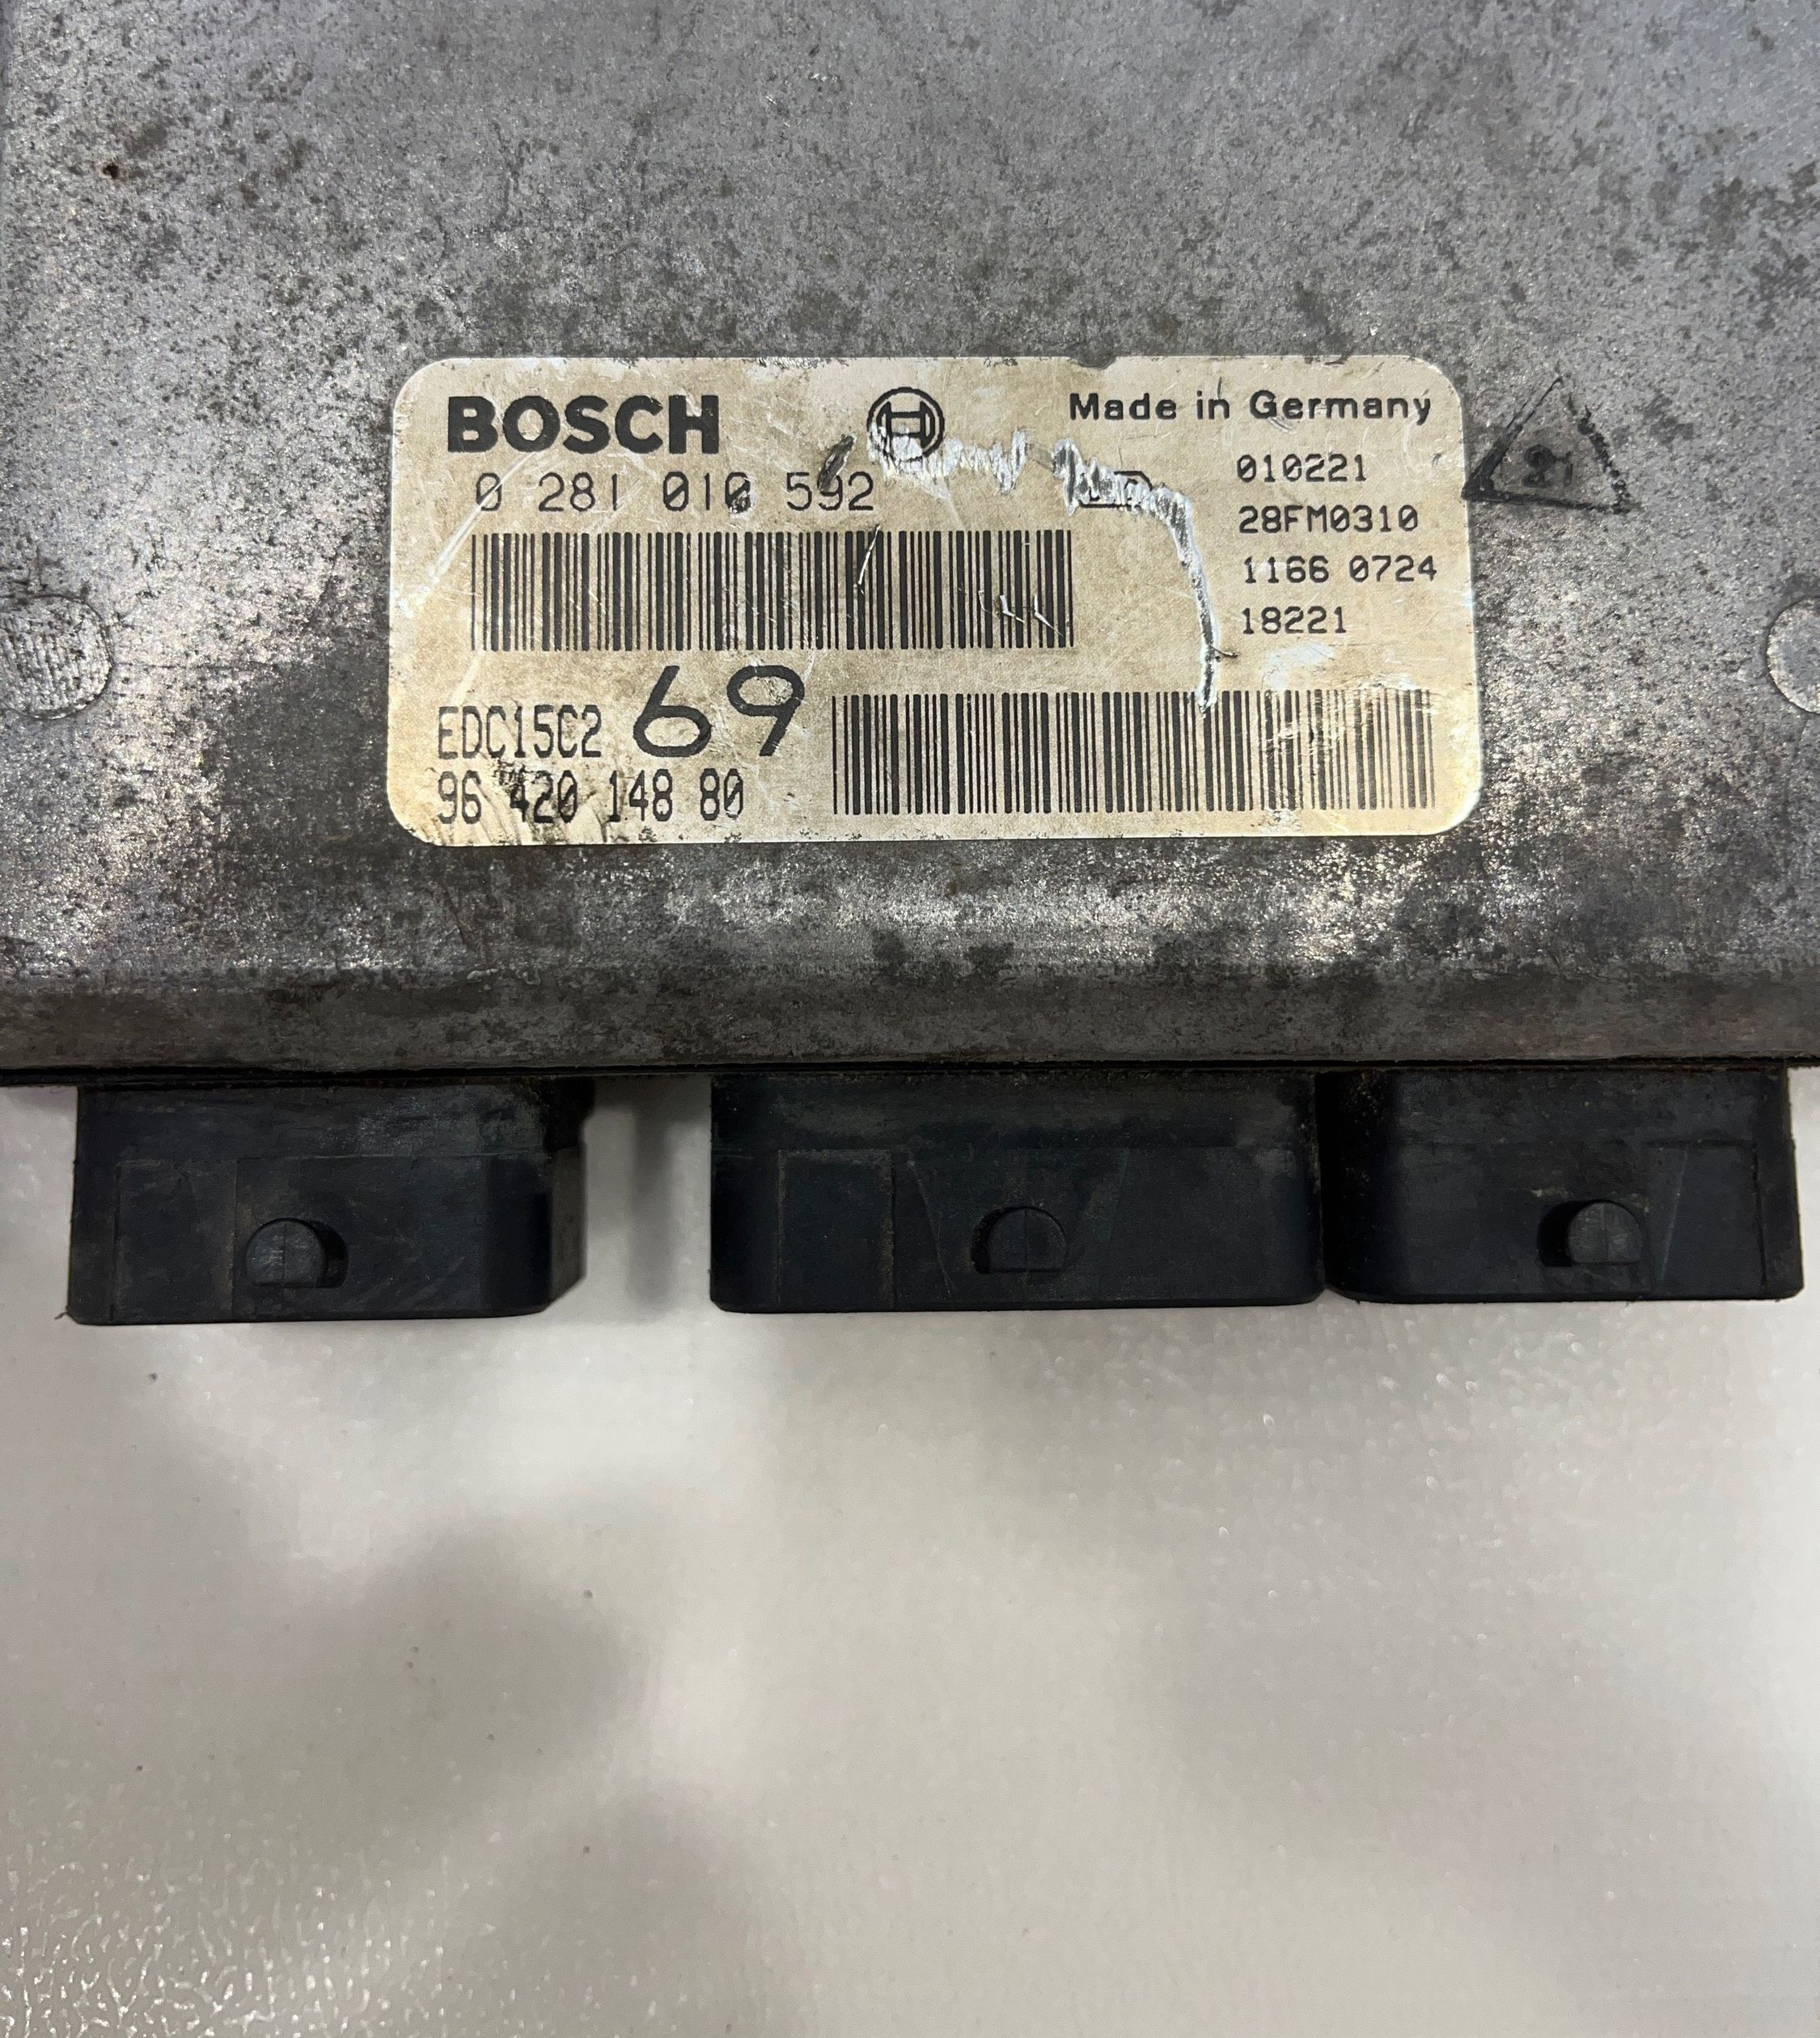 BOSCH
Made in Germany
0 281 010 592
010221
28FM0310
1166 0724
18221
EDC15C2 69
96 420 148 80